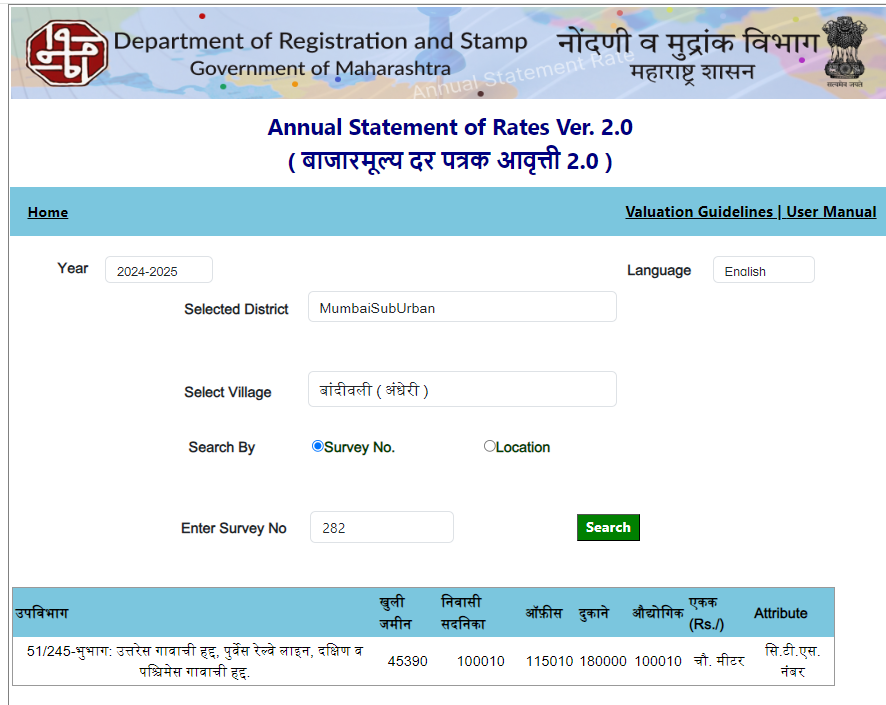 Department of Registration and Stamp
Government of Maharashtra
नोंदणी व मुद्रांक विभाग
महाराष्ट्र शासन
सत्यमेव जयते
Annual Statement Rate
Annual Statement of Rates Ver. 2.0
( बाजारमूल्य दर पत्रक आवृत्ती 2.0 )
Home
Valuation Guidelines | User Manual
Year 2024-2025
Language English
Selected District MumbaiSubUrban
Select Village बांदीवली ( अंधेरी )
Search By Survey No. Location
Enter Survey No 282 Search
उपविभाग खुली जमीन निवासी सदनिका ऑफ़ीस दुकाने औद्योगिक एकक (Rs./) Attribute
51/245-भुभाग: उत्तरेस गावाची हद्द, पुर्वेस रेल्वे लाइन, दक्षिण व
पश्चिमेस गावाची हद्द.
45390 100010 115010 180000 100010 चौ. मीटर सि.टी.एस. नंबर